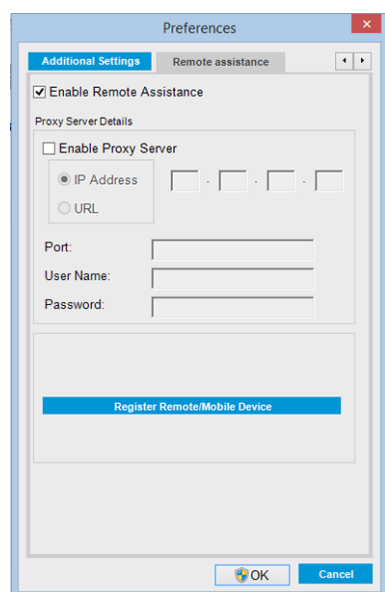 Preferences
Additional Settings Remote assistance
Enable Remote Assistance
Proxy Server Details
Enable Proxy Server
IP Address . . .
URL
Port:
User Name:
Password:
Register Remote/Mobile Device
OK Cancel